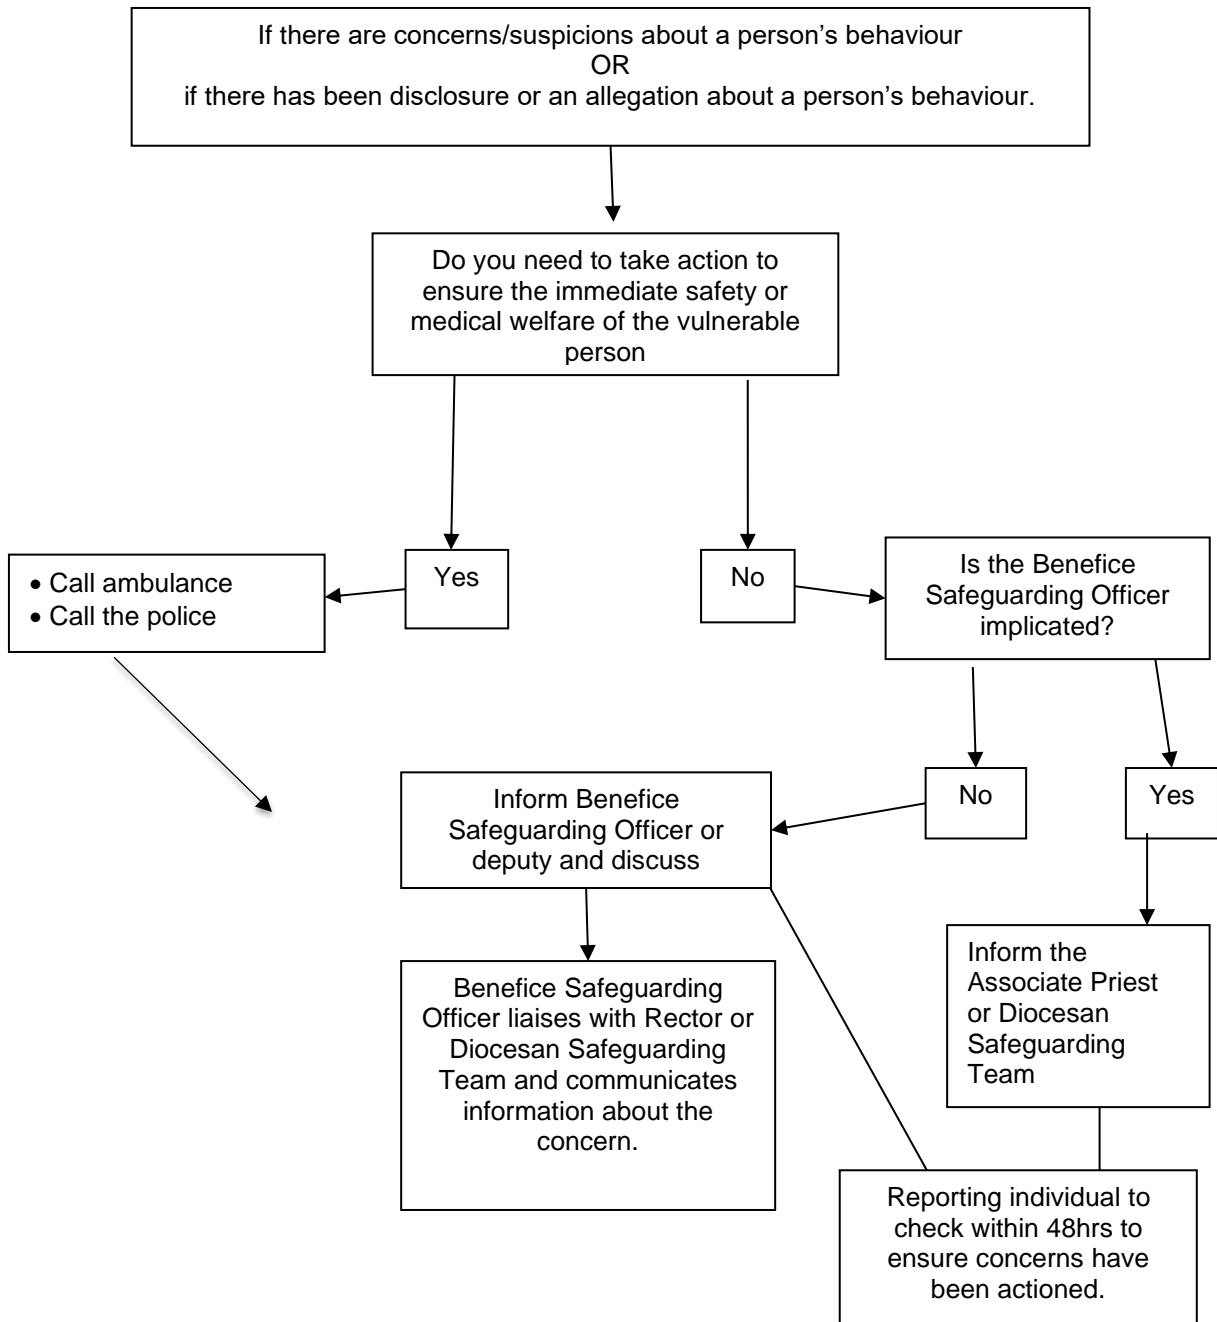 If there are concerns/suspicions about a person’s behaviour
OR
if there has been disclosure or an allegation about a person’s behaviour.
Do you need to take action to
ensure the immediate safety or
medical welfare of the vulnerable
person
• Call ambulance
• Call the police
Yes
No
Is the Benefice
Safeguarding Officer
implicated?
No
Yes
Inform Benefice
Safeguarding Officer or
deputy and discuss
Inform the
Associate Priest
or Diocesan
Safeguarding
Team
Benefice Safeguarding
Officer liaises with Rector or
Diocesan Safeguarding
Team and communicates
information about the
concern.
Reporting individual to
check within 48hrs to
ensure concerns have
been actioned.